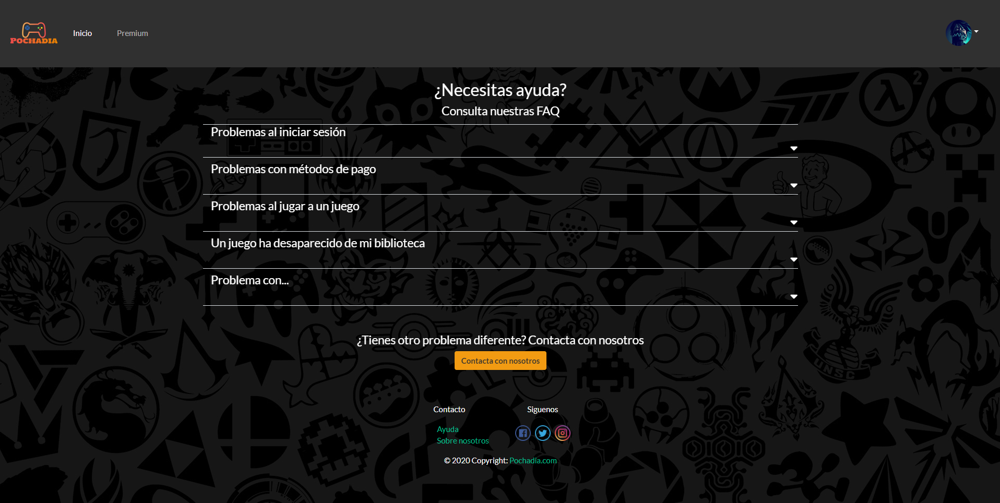 POCHADIA
Inicio
Premium
¿Necesitas ayuda?
Consulta nuestras FAQ
Problemas al iniciar sesión
Problemas con métodos de pago
Problemas al jugar a un juego
Un juego ha desaparecido de mi biblioteca
Problema con...
¿Tienes otro problema diferente? Contacta con nosotros
Contacta con nosotros
Contacto
Siguenos
Ayuda
Sobre nosotros
© 2020 Copyright: Pochadia.com
2
UNSC